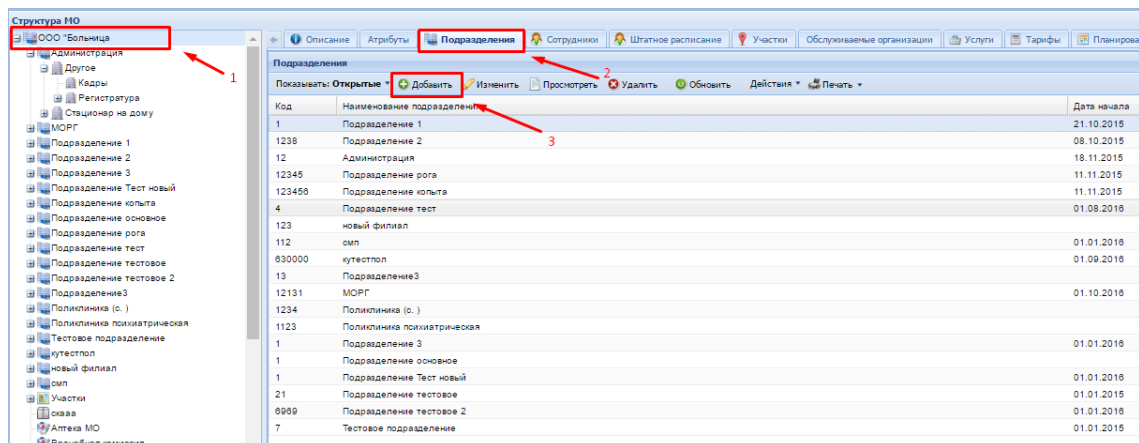 Структура МО
ООО "Больница
Администрация
Другое
Кадры
Регистратура
Стационар на дому
МОРГ
Подразделение 1
Подразделение 2
Подразделение 3
Подразделение Тест новый
Подразделение копыта
Подразделение основное
Подразделение рога
Подразделение тест
Подразделение тестовое
Подразделение тестовое 2
Подразделение3
Поликлиника (с. )
Поликлиника психиатрическая
Тестовое подразделение
кутестпол
новый филиал
смп
Участки
скааа
Аптека МО
Врачебная комиссия
1
Описание Атрибуты Подразделения Сотрудники Штатное расписание Участки Обслуживаемые организации Услуги Тарифы Планирова
Подразделения
2
Показывать: Открытые Добавить Изменить Просмотреть Удалить Обновить Действия Печать
Код Наименование подразделения Дата начала
1 Подразделение 1 21.10.2015
1238 Подразделение 2 08.10.2015
3
12 Администрация 18.11.2015
12345 Подразделение рога 11.11.2015
123456 Подразделение копыта 11.11.2015
4 Подразделение тест 01.08.2016
123 новый филиал
112 смп 01.01.2016
630000 кутестпол 01.09.2016
13 Подразделение3
12131 МОРГ 01.10.2016
1234 Поликлиника (с. )
1123 Поликлиника психиатрическая
1 Подразделение 3 01.01.2016
1 Подразделение основное
1 Подразделение Тест новый 01.01.2016
21 Подразделение тестовое 01.01.2015
6969 Подразделение тестовое 2 01.01.2016
7 Тестовое подразделение 01.01.2015